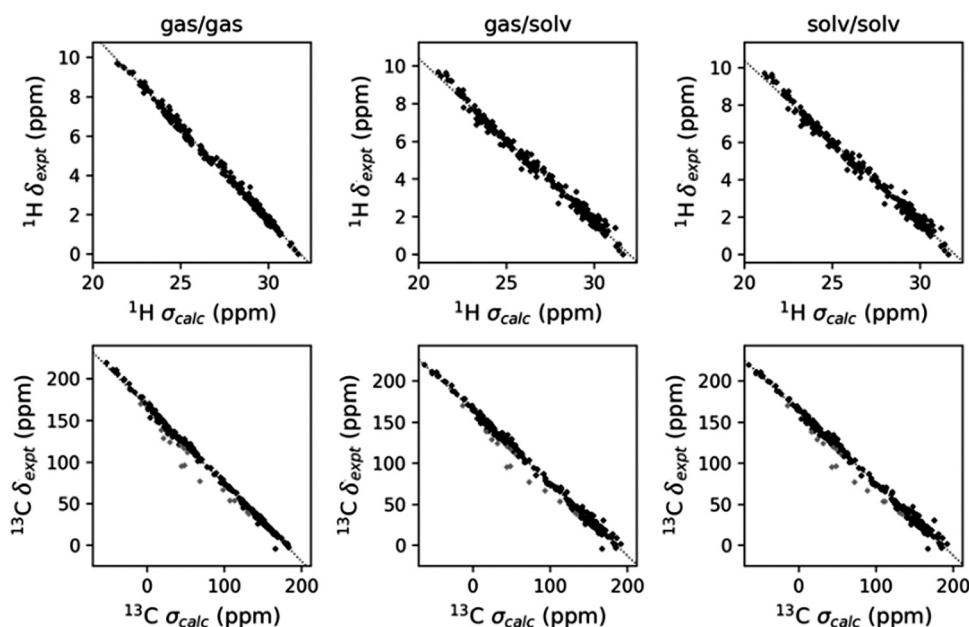 gas/gas gas/solv solv/solv
10 10 10
8 8 8
6 6 6
4 4 4
2 2 2
0 0 0
¹H δexpt (ppm) ¹H δexpt (ppm) ¹H δexpt (ppm)
20 25 30 20 25 30 20 25 30
¹H σcalc (ppm) ¹H σcalc (ppm) ¹H σcalc (ppm)
200 200 200
150 150 150
100 100 100
50 50 50
0 0 0
¹³C δexpt (ppm) ¹³C δexpt (ppm) ¹³C δexpt (ppm)
0 100 200 0 100 200 0 100 200
¹³C σcalc (ppm) ¹³C σcalc (ppm) ¹³C σcalc (ppm)